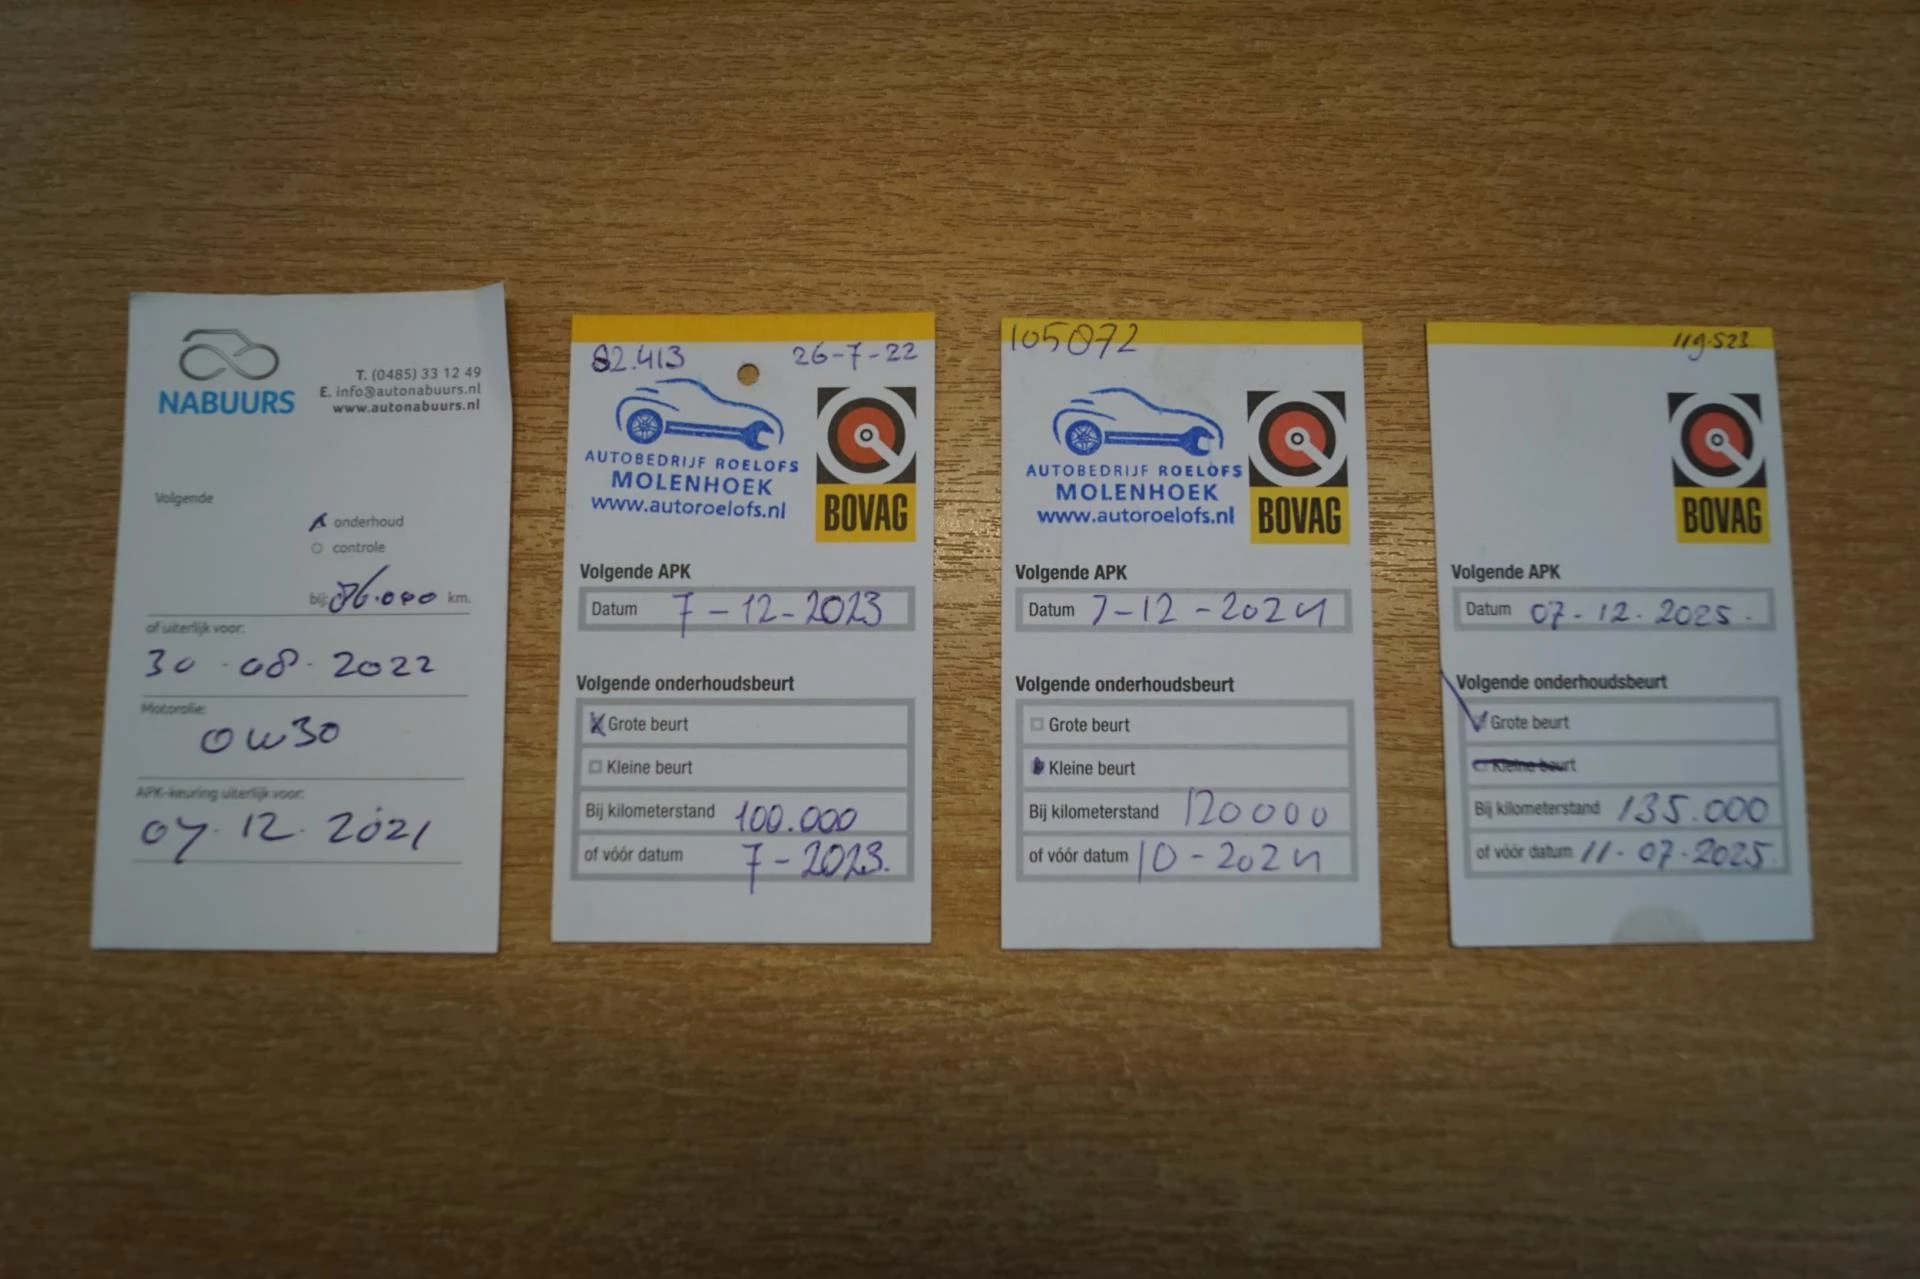 NABUURS
T. (0485) 33 12 49
E. info@autonabuurs.nl
www.autonabuurs.nl
Volgende
onderhoud
controle
bij: 86.000 km.
of uiterlijk voor:
30-08-2022
Motorolie:
0W30
APK-keuring uiterlijk voor:
07.12.2021
82.413 26-7-22
AUTOBEDRIJF ROELOFS
MOLENHOEK
www.autoroelofs.nl
BOVAG
Volgende APK
Datum 7-12-2023
Volgende onderhoudsbeurt
Grote beurt
Kleine beurt
Bij kilometerstand 100.000
of vóór datum 7-2023.
105072
AUTOBEDRIJF ROELOFS
MOLENHOEK
www.autoroelofs.nl
BOVAG
Volgende APK
Datum 7-12-2024
Volgende onderhoudsbeurt
Grote beurt
Kleine beurt
Bij kilometerstand 120000
of vóór datum 10-2024
119.523
BOVAG
Volgende APK
Datum 07-12.2025.
Volgende onderhoudsbeurt
Grote beurt
Kleine beurt
Bij kilometerstand 135.000
of vóór datum 11-07-2025